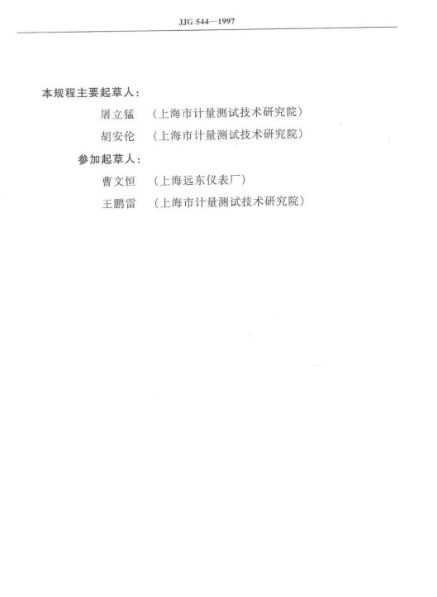 JJG 544—1997
本规程主要起草人：
屠立猛 （上海市计量测试技术研究院）
胡安伦 （上海市计量测试技术研究院）
参加起草人：
曹文恒 （上海远东仪表厂）
王鹏雷 （上海市计量测试技术研究院）